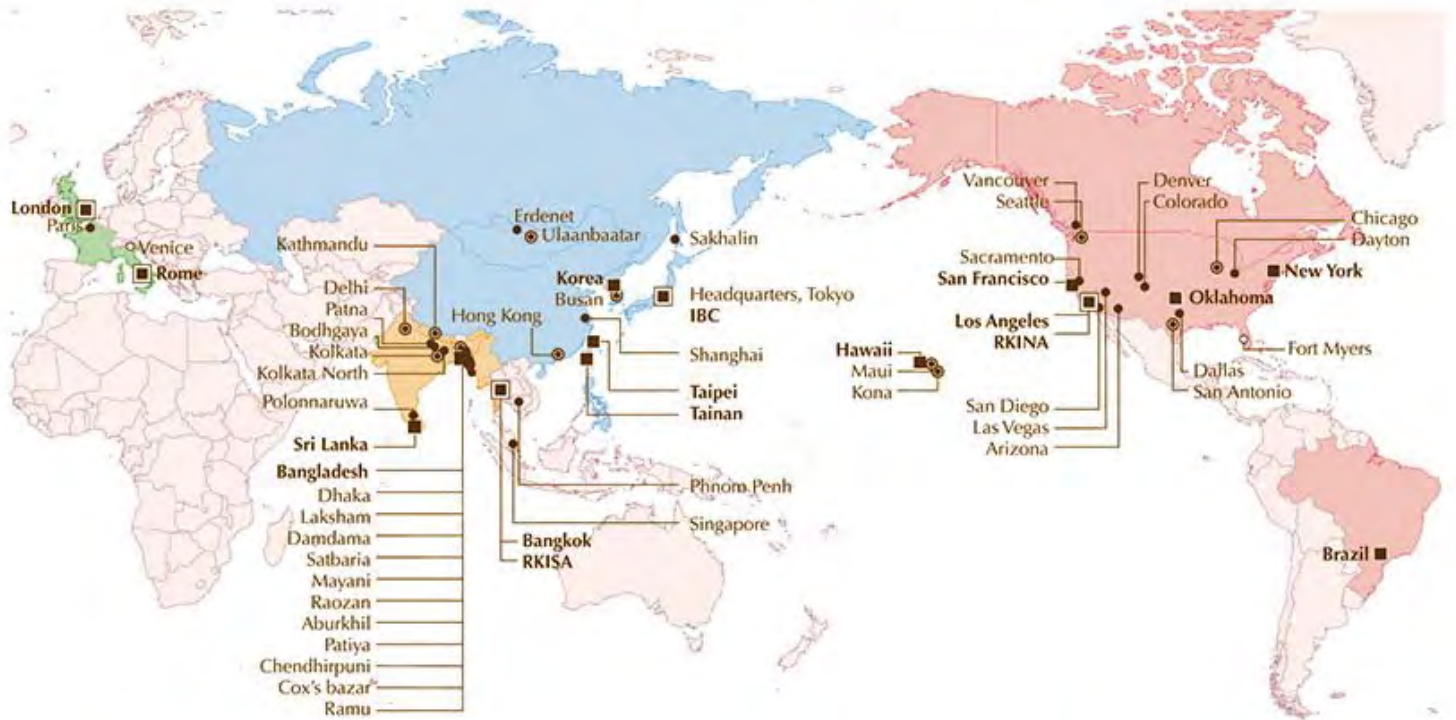 London
Paris
Venice
Rome
Kathmandu
Delhi
Patna
Bodhgaya
Kolkata
Kolkata North
Polonnaruwa
Sri Lanka
Bangladesh
Dhaka
Laksham
Damdama
Satbaria
Mayani
Raozan
Aburkhil
Patiya
Chendhirpuni
Cox's bazar
Ramu
Erdenet
Ulaanbaatar
Sakhalin
Korea
Busan
Headquarters, Tokyo
IBC
Hong Kong
Shanghai
Taipei
Tainan
Phnom Penh
Singapore
Bangkok
RKISA
Hawaii
Maui
Kona
Vancouver
Seattle
Sacramento
San Francisco
Los Angeles
RKINA
San Diego
Las Vegas
Arizona
Denver
Colorado
Chicago
Dayton
New York
Oklahoma
Fort Myers
Dallas
San Antonio
Brazil